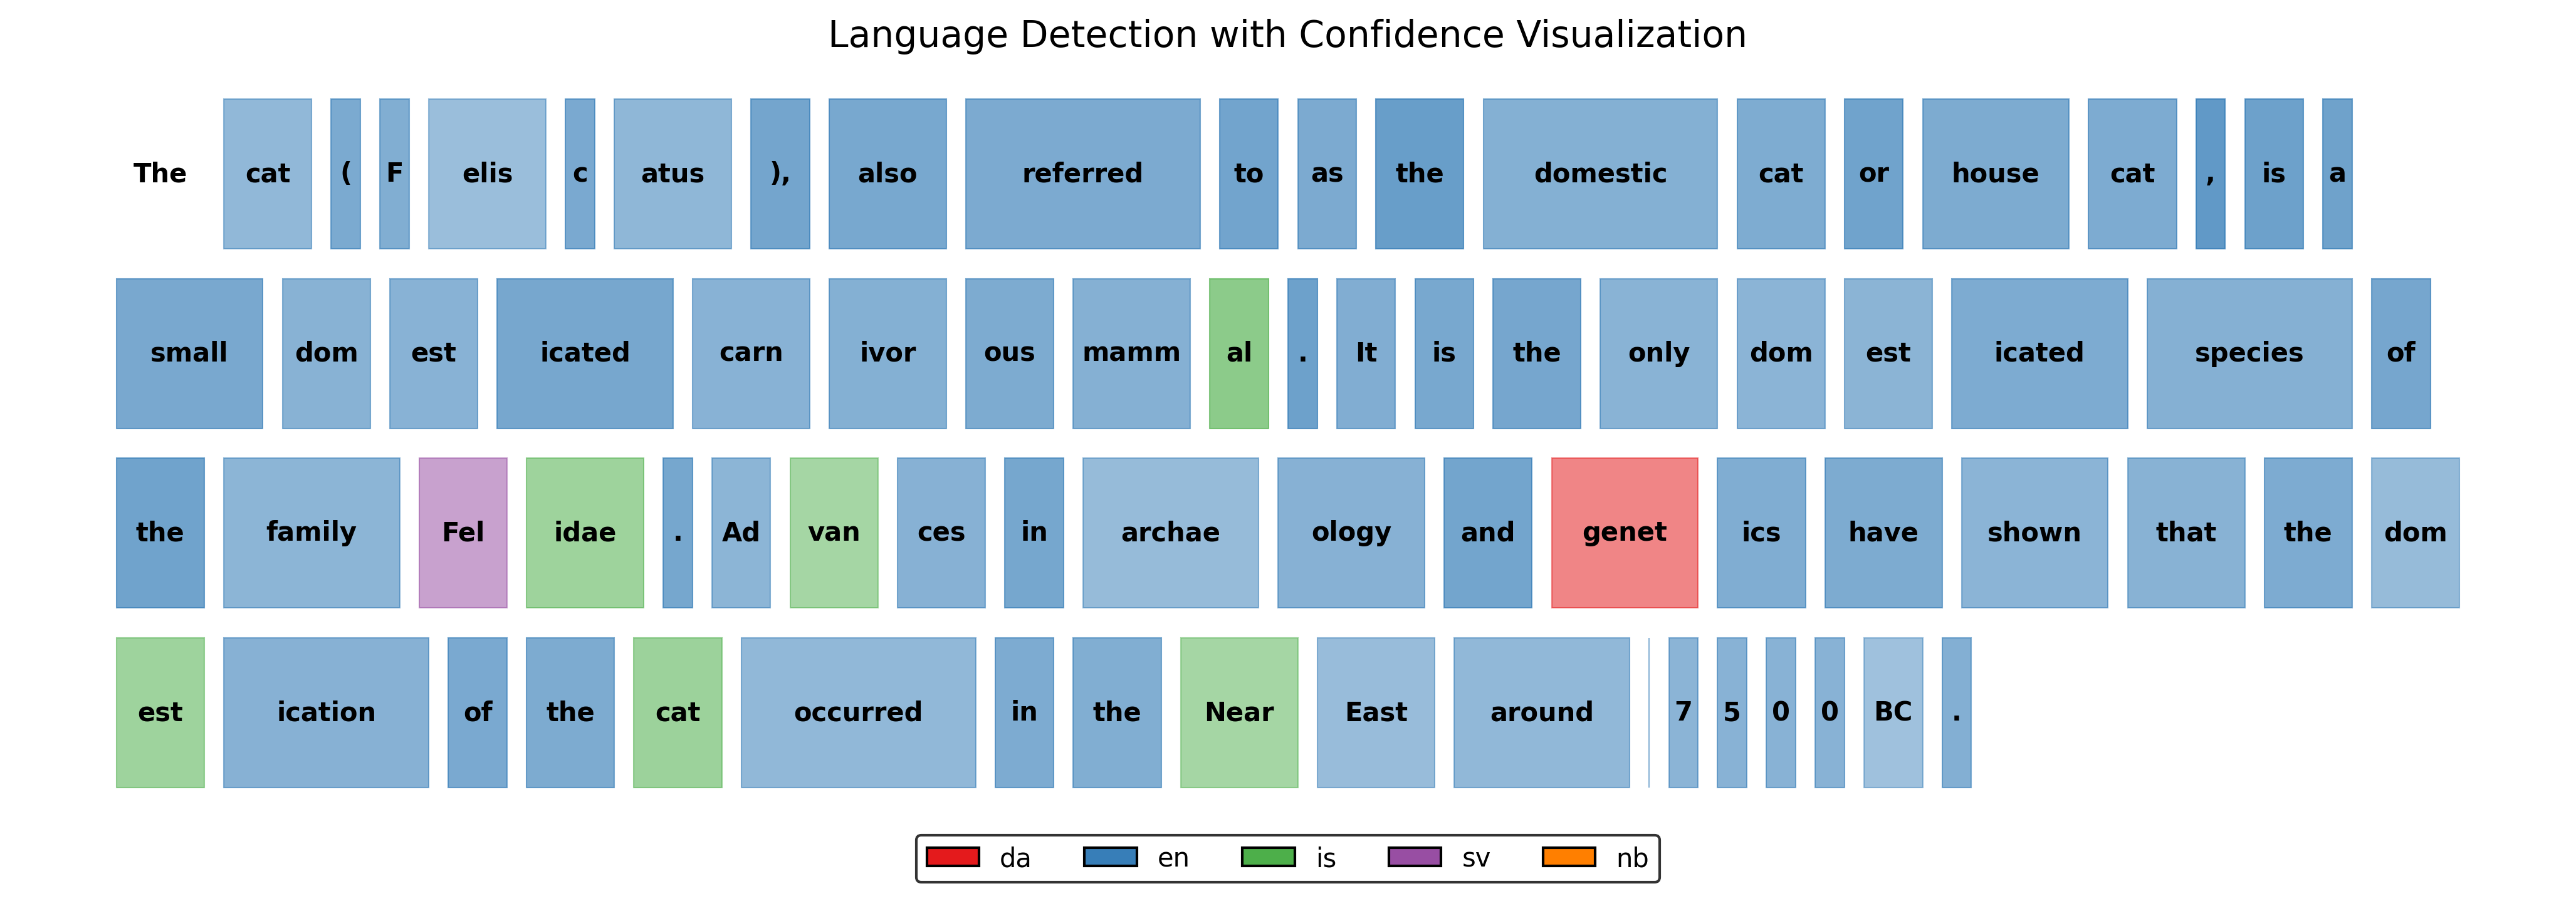 Language Detection with Confidence Visualization
The cat ( F elis c atus ), also referred to as the domestic cat or house cat , is a
small dom est icated carn ivor ous mamm al . It is the only dom est icated species of
the family Fel idae . Ad van ces in archae ology and genet ics have shown that the dom
est ication of the cat occurred in the Near East around 7 5 0 0 BC .
da en is sv nb